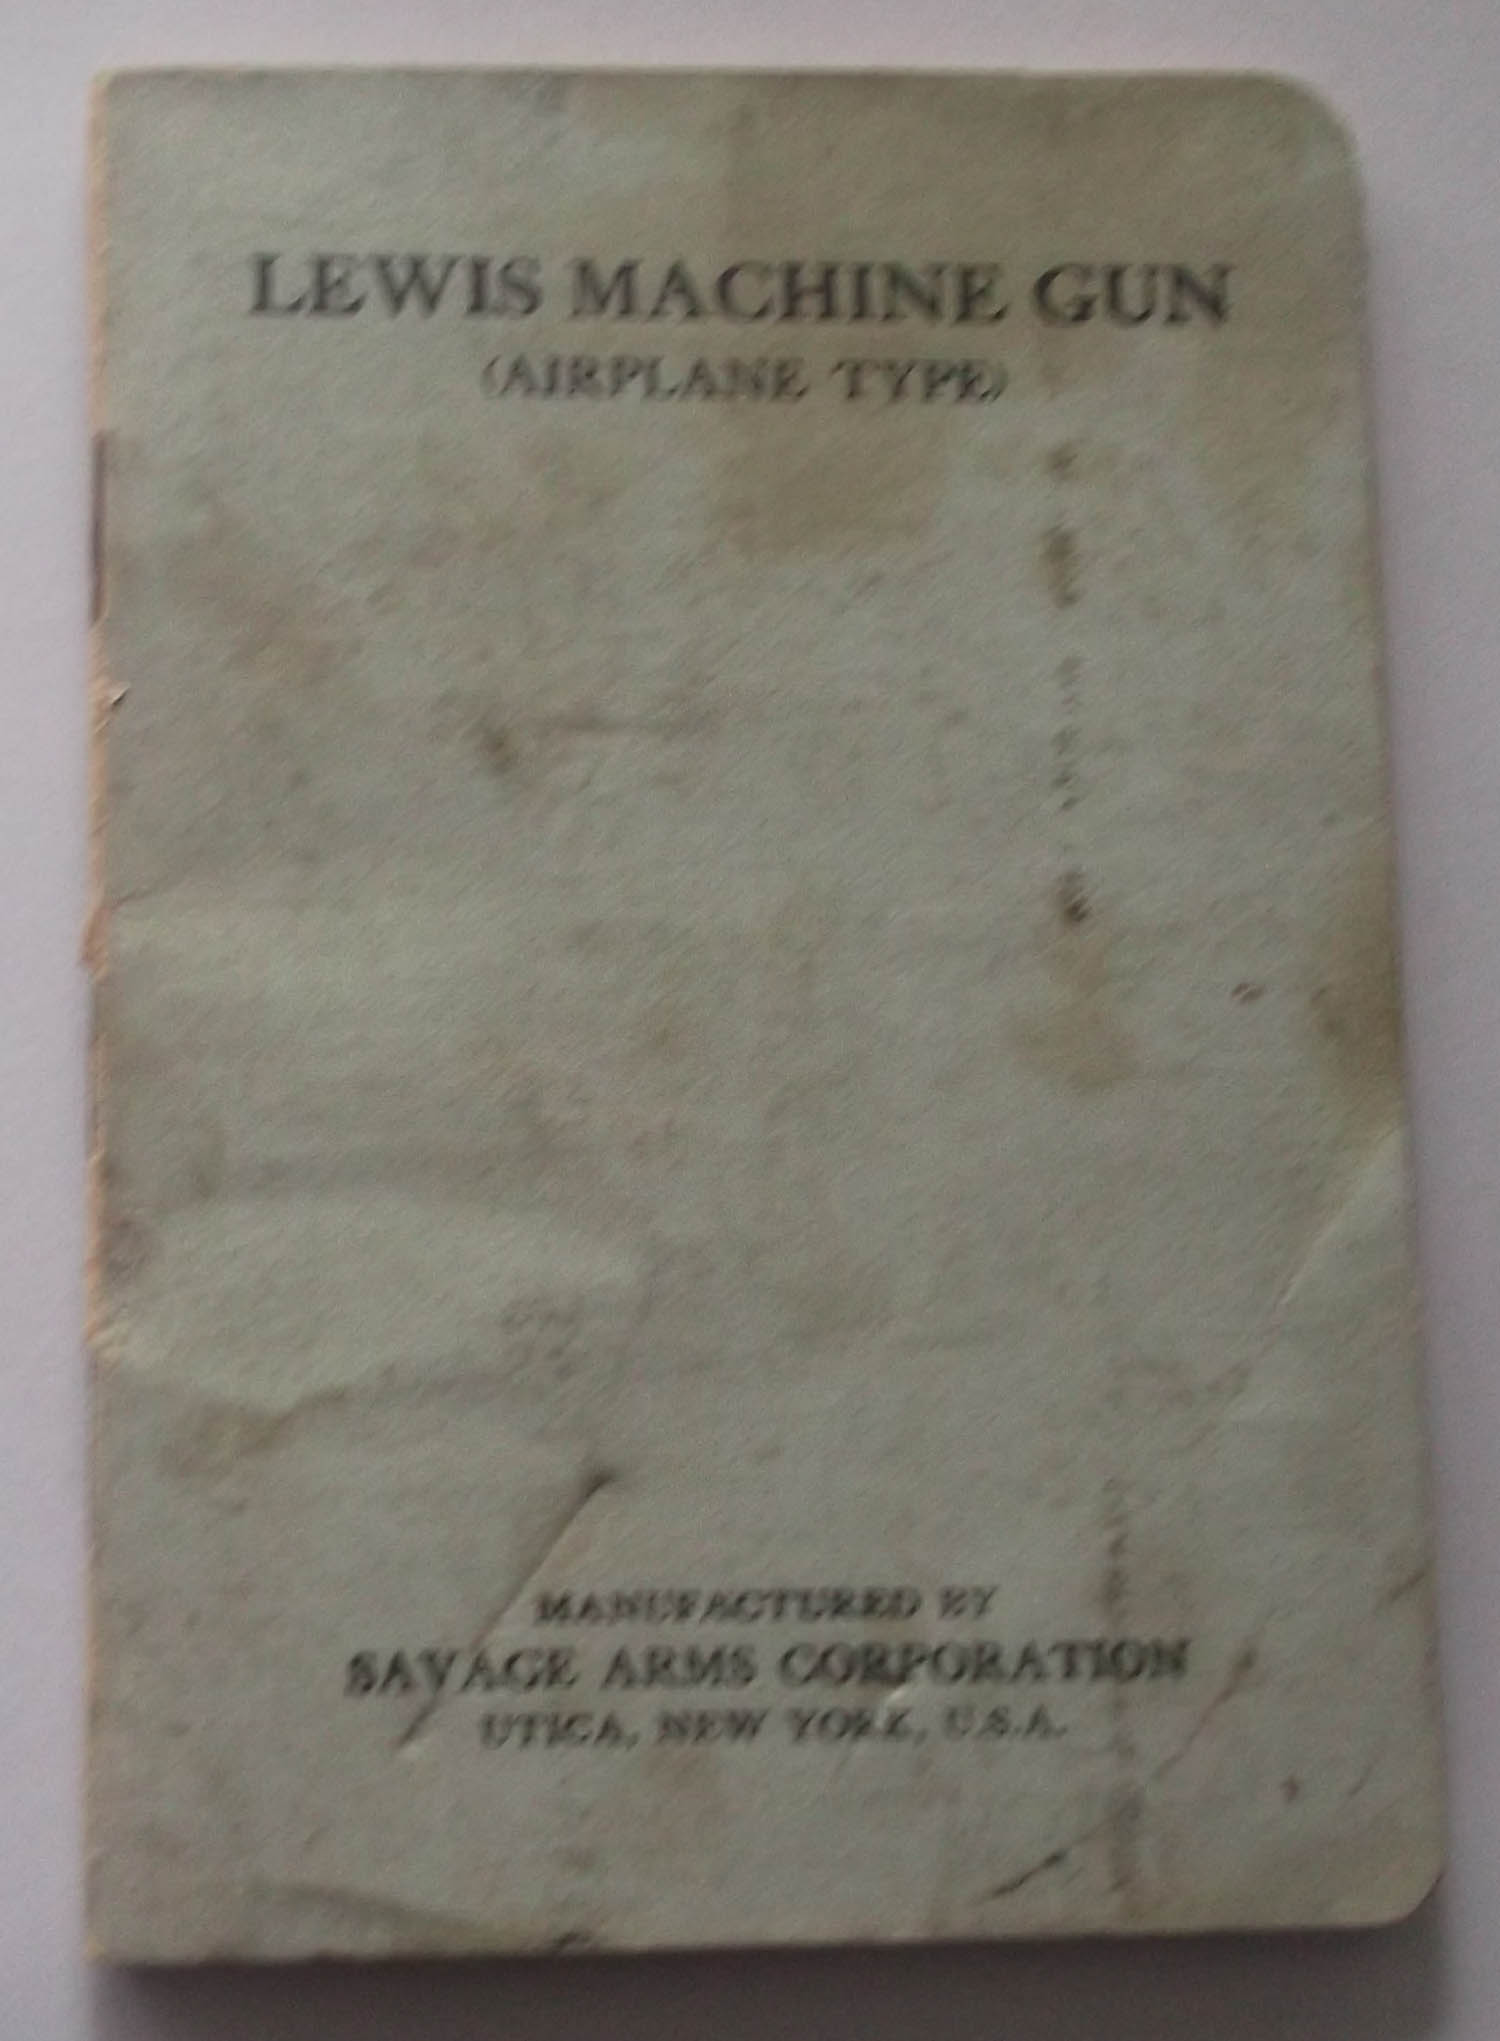 LEWIS MACHINE GUN
(AIRPLANE TYPE)
MANUFACTURED BY
SAVAGE ARMS CORPORATION
UTICA, NEW YORK, U.S.A.